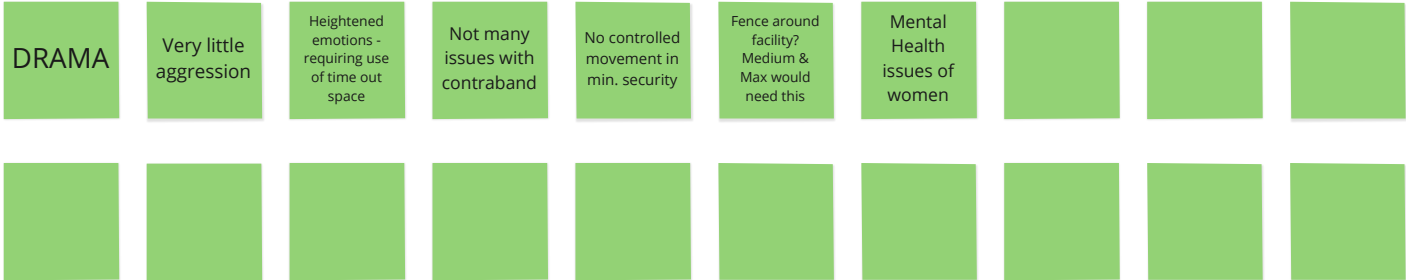 DRAMA
Very little
aggression
Heightened
emotions -
requiring use
of time out
space
Not many
issues with
contraband
No controlled
movement in
min. security
Fence around
facility?
Medium &
Max would
need this
Mental
Health
issues of
women